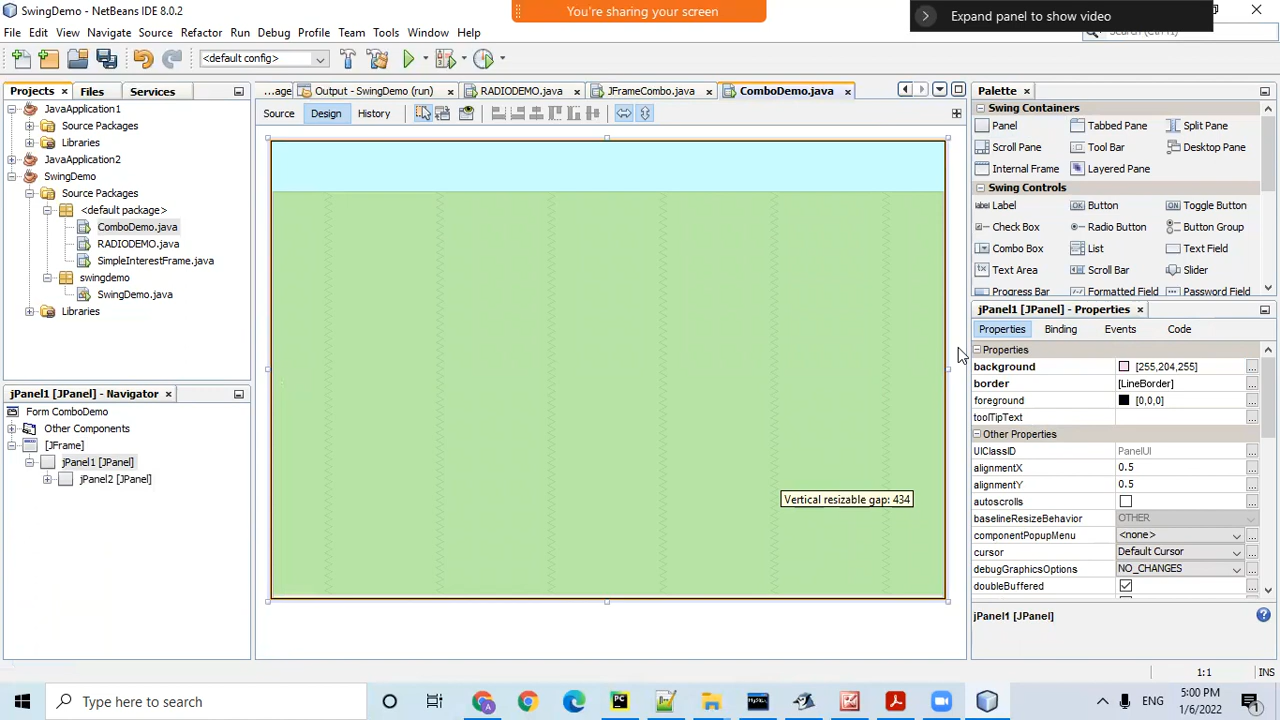 SwingDemo - NetBeans IDE 8.0.2
You're sharing your screen
Expand panel to show video
File Edit View Navigate Source Refactor Run Debug Profile Team Tools Window Help
<default config>
Projects Files Services
...age Output - SwingDemo (run) RADIODEMO.java JFrameCombo.java ComboDemo.java
Source Design History
JavaApplication1
Source Packages
Libraries
JavaApplication2
SwingDemo
Source Packages
<default package>
ComboDemo.java
RADIODEMO.java
SimpleInterestFrame.java
swingdemo
SwingDemo.java
Libraries
jPanel1 [JPanel] - Navigator
Form ComboDemo
Other Components
[JFrame]
jPanel1 [JPanel]
jPanel2 [JPanel]
Vertical resizable gap: 434
Palette
Swing Containers
Panel Tabbed Pane Split Pane
Scroll Pane Tool Bar Desktop Pane
Internal Frame Layered Pane
Swing Controls
label Label OK Button ON Toggle Button
Check Box Radio Button Button Group
Combo Box List Text Field
Text Area Scroll Bar Slider
Progress Bar Formatted Field Password Field
jPanel1 [JPanel] - Properties
Properties Binding Events Code
Properties
background [255,204,255] ...
border [LineBorder] ...
foreground [0,0,0] ...
toolTipText ...
Other Properties
UIClassID PanelUI ...
alignmentX 0.5 ...
alignmentY 0.5 ...
autoscrolls ...
baselineResizeBehavior OTHER ...
componentPopupMenu <none> ...
cursor Default Cursor ...
debugGraphicsOptions NO_CHANGES ...
doubleBuffered ...
jPanel1 [JPanel]
1:1 INS
Type here to search
ENG
5:00 PM
1/6/2022